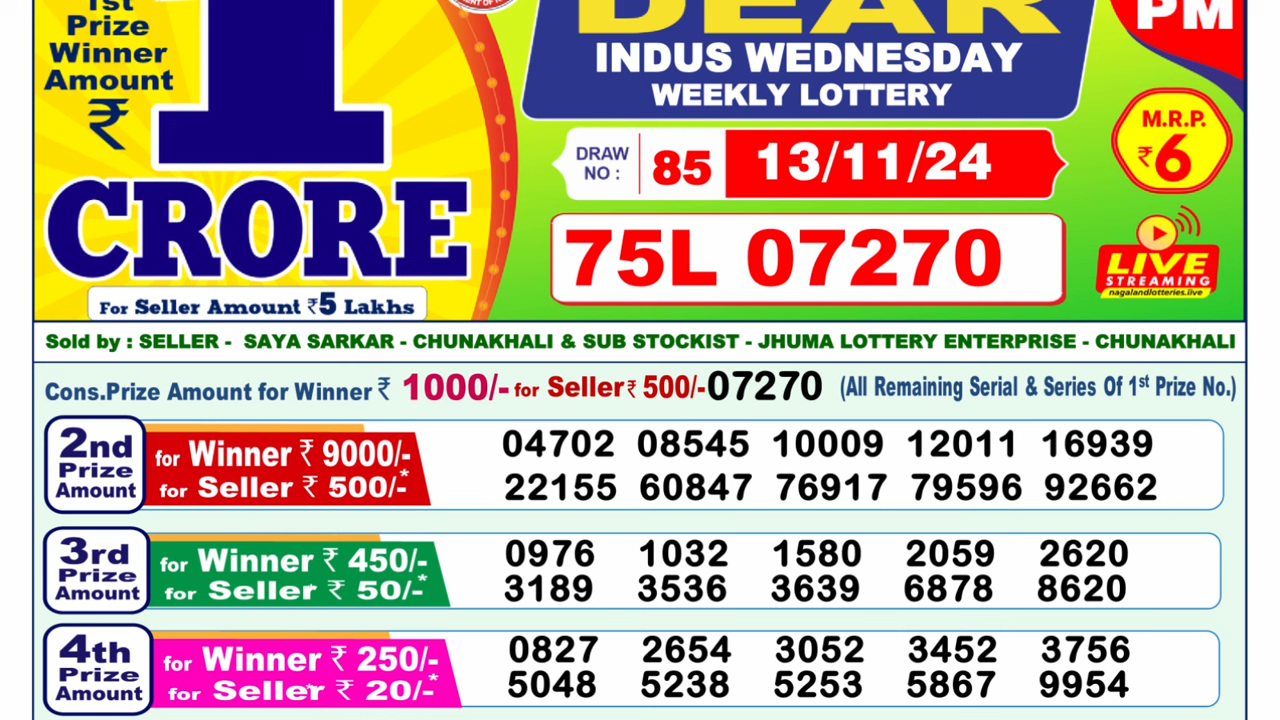 1st
Prize
Winner
Amount
₹
1
CRORE
For Seller Amount ₹5 Lakhs
DEAR
INDUS WEDNESDAY
WEEKLY LOTTERY
PM
DRAW
NO :
85
13/11/24
M.R.P.
₹6
75L 07270
LIVE
STREAMING
nagalandlotteries.live
Sold by : SELLER - SAYA SARKAR - CHUNAKHALI & SUB STOCKIST - JHUMA LOTTERY ENTERPRISE - CHUNAKHALI
Cons.Prize Amount for Winner ₹ 1000/- for Seller ₹ 500/- 07270 (All Remaining Serial & Series Of 1st Prize No.)
2nd
Prize
Amount
for Winner ₹ 9000/-
for Seller ₹ 500/-*
04702 08545 10009 12011 16939
22155 60847 76917 79596 92662
3rd
Prize
Amount
for Winner ₹ 450/-
for Seller ₹ 50/-*
0976 1032 1580 2059 2620
3189 3536 3639 6878 8620
4th
Prize
Amount
for Winner ₹ 250/-
for Seller ₹ 20/-*
0827 2654 3052 3452 3756
5048 5238 5253 5867 9954